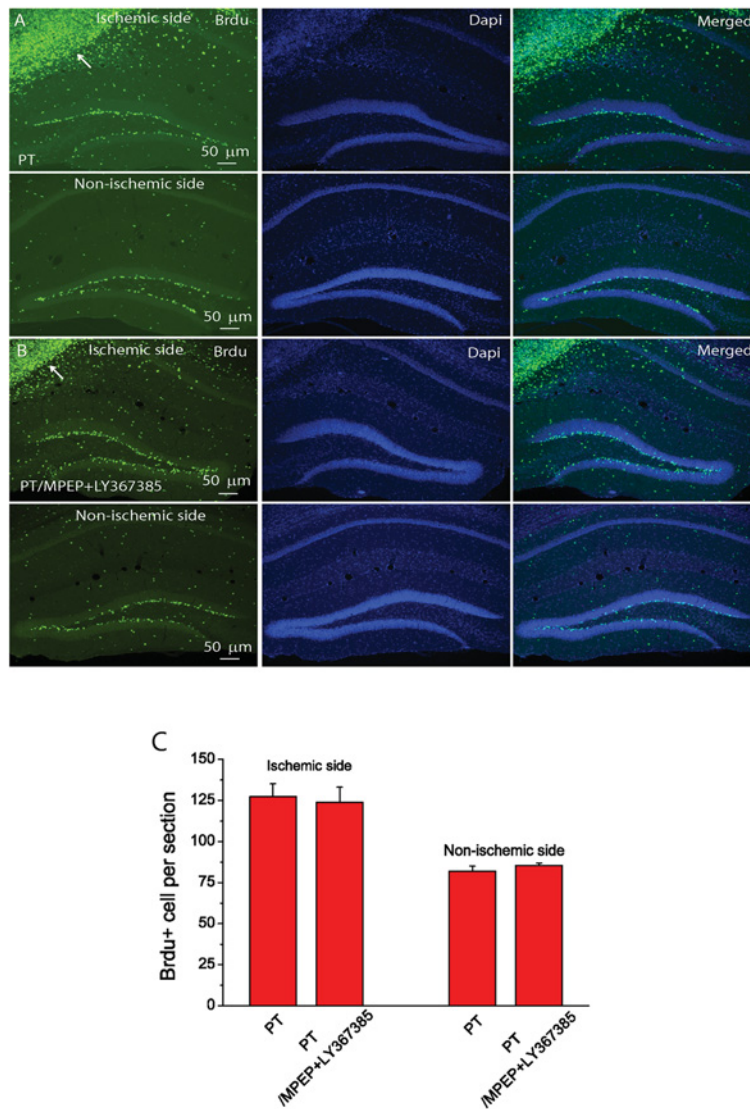 A Ischemic side Brdu
Dapi
Merged
PT
50 μm
Non-ischemic side
50 μm
B Ischemic side Brdu
Dapi
Merged
PT/MPEP+LY367385
50 μm
Non-ischemic side
50 μm
C
150
125
100
75
50
25
0
Brdu+ cell per section
Ischemic side
Non-ischemic side
PT
PT
/MPEP+LY367385
PT
PT
/MPEP+LY367385